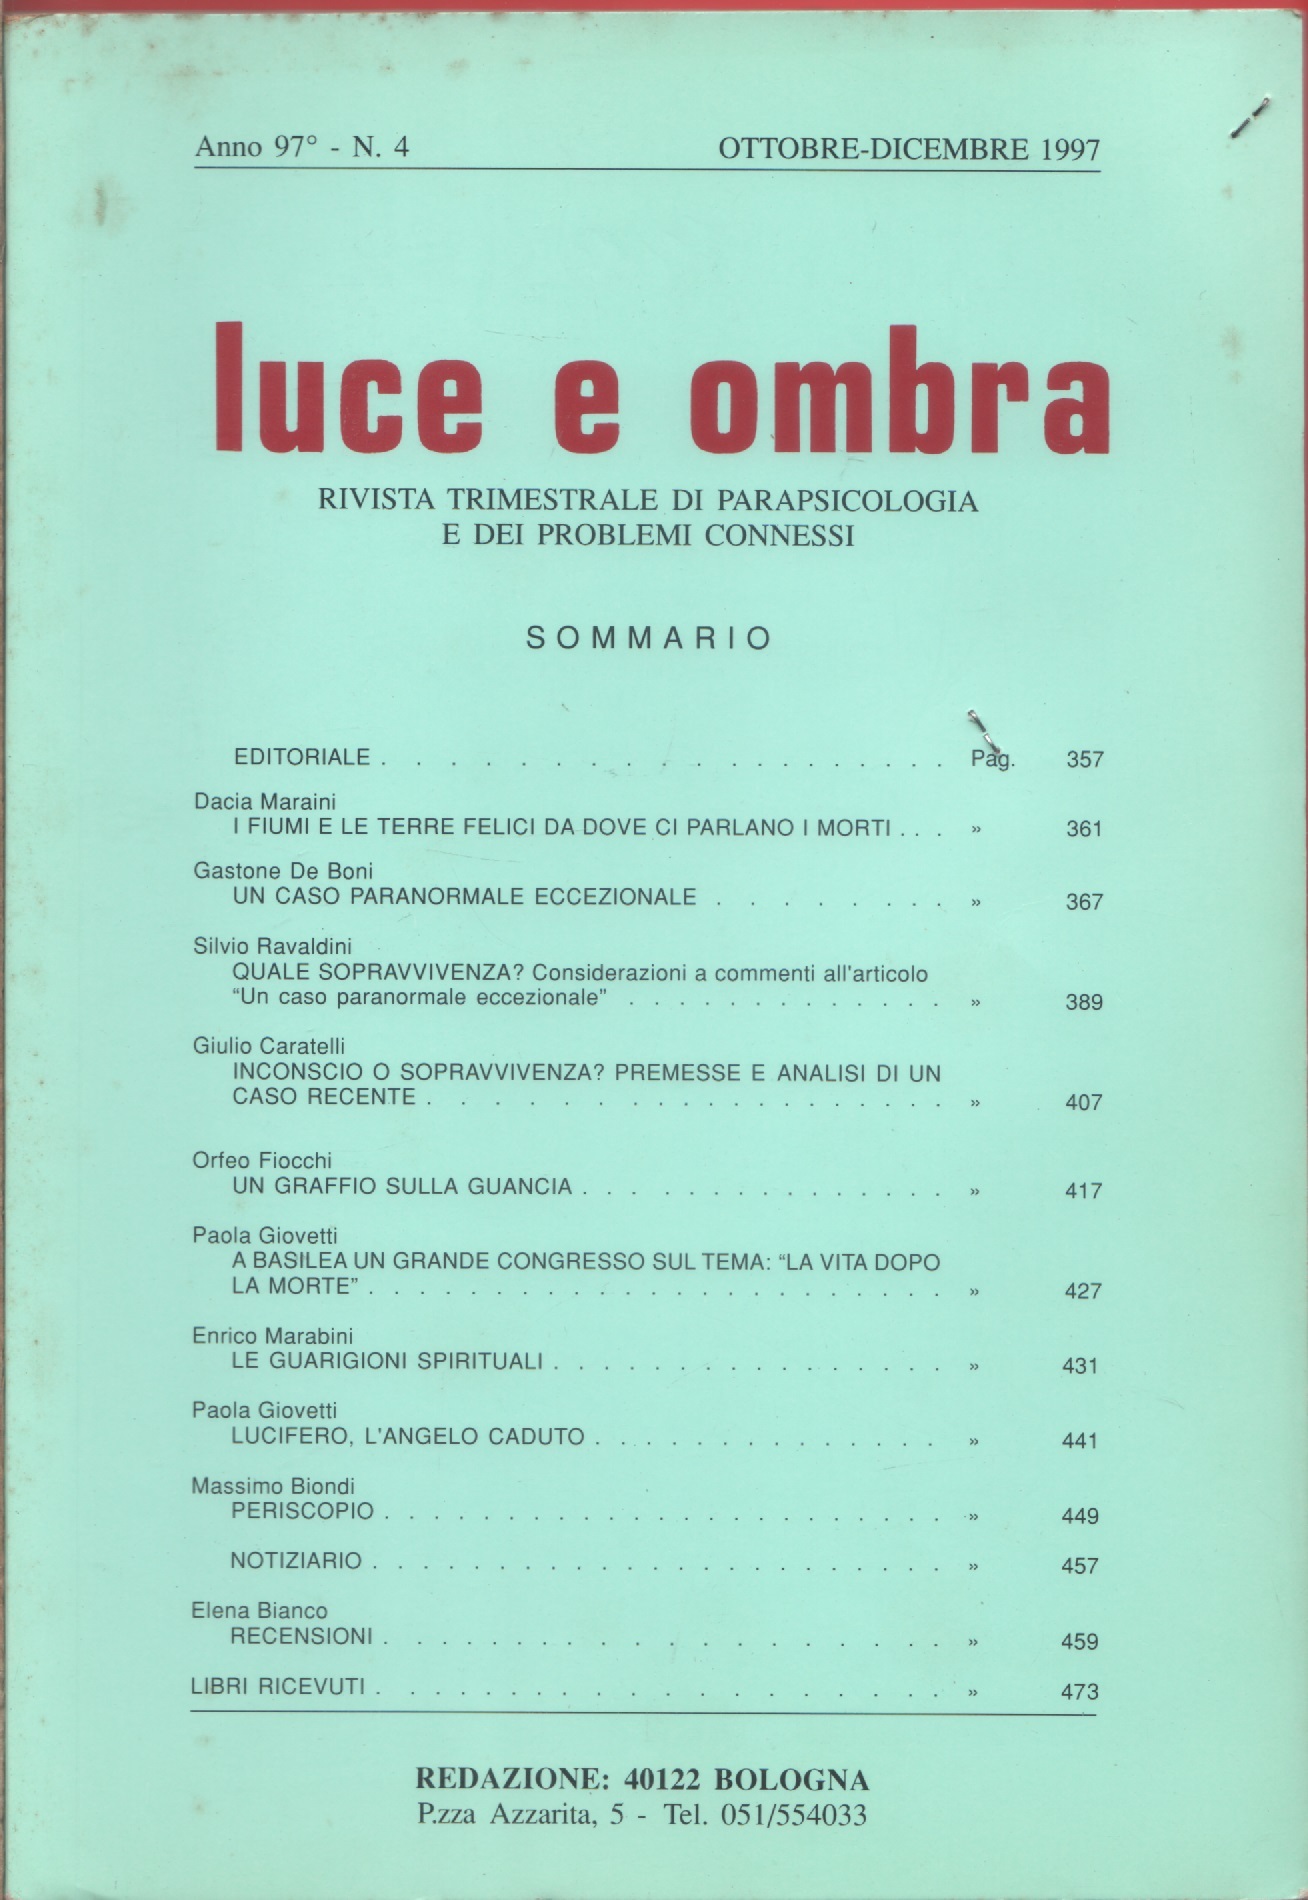 Anno 97° - N. 4 OTTOBRE-DICEMBRE 1997
luce e ombra
RIVISTA TRIMESTRALE DI PARAPSICOLOGIA
E DEI PROBLEMI CONNESSI
SOMMARIO
EDITORIALE . . . . . . . . . . . . . . . . . Pag. 357
Dacia Maraini
I FIUMI E LE TERRE FELICI DA DOVE CI PARLANO I MORTI . . . » 361
Gastone De Boni
UN CASO PARANORMALE ECCEZIONALE . . . . . . . . » 367
Silvio Ravaldini
QUALE SOPRAVVIVENZA? Considerazioni a commenti all'articolo
“Un caso paranormale eccezionale" . . . . . . . . . . . . . » 389
Giulio Caratelli
INCONSCIO O SOPRAVVIVENZA? PREMESSE E ANALISI DI UN
CASO RECENTE . . . . . . . . . . . . . . . . » 407
Orfeo Fiocchi
UN GRAFFIO SULLA GUANCIA . . . . . . . . . . . . . . » 417
Paola Giovetti
A BASILEA UN GRANDE CONGRESSO SUL TEMA: “LA VITA DOPO
LA MORTE” . . . . . . . . . . . . . . . . . . . . . » 427
Enrico Marabini
LE GUARIGIONI SPIRITUALI . . . . . . . . . . . . . . . » 431
Paola Giovetti
LUCIFERO, L'ANGELO CADUTO . . . . . . . . . . . . . » 441
Massimo Biondi
PERISCOPIO . . . . . . . . . . . . . . . . . . . . . » 449
NOTIZIARIO . . . . . . . . . . . . . . . . . . . . . » 457
Elena Bianco
RECENSIONI . . . . . . . . . . . . . . . . . . » 459
LIBRI RICEVUTI . . . . . . . . . . . . . . . . . » 473
REDAZIONE: 40122 BOLOGNA
P.zza Azzarita, 5 - Tel. 051/554033